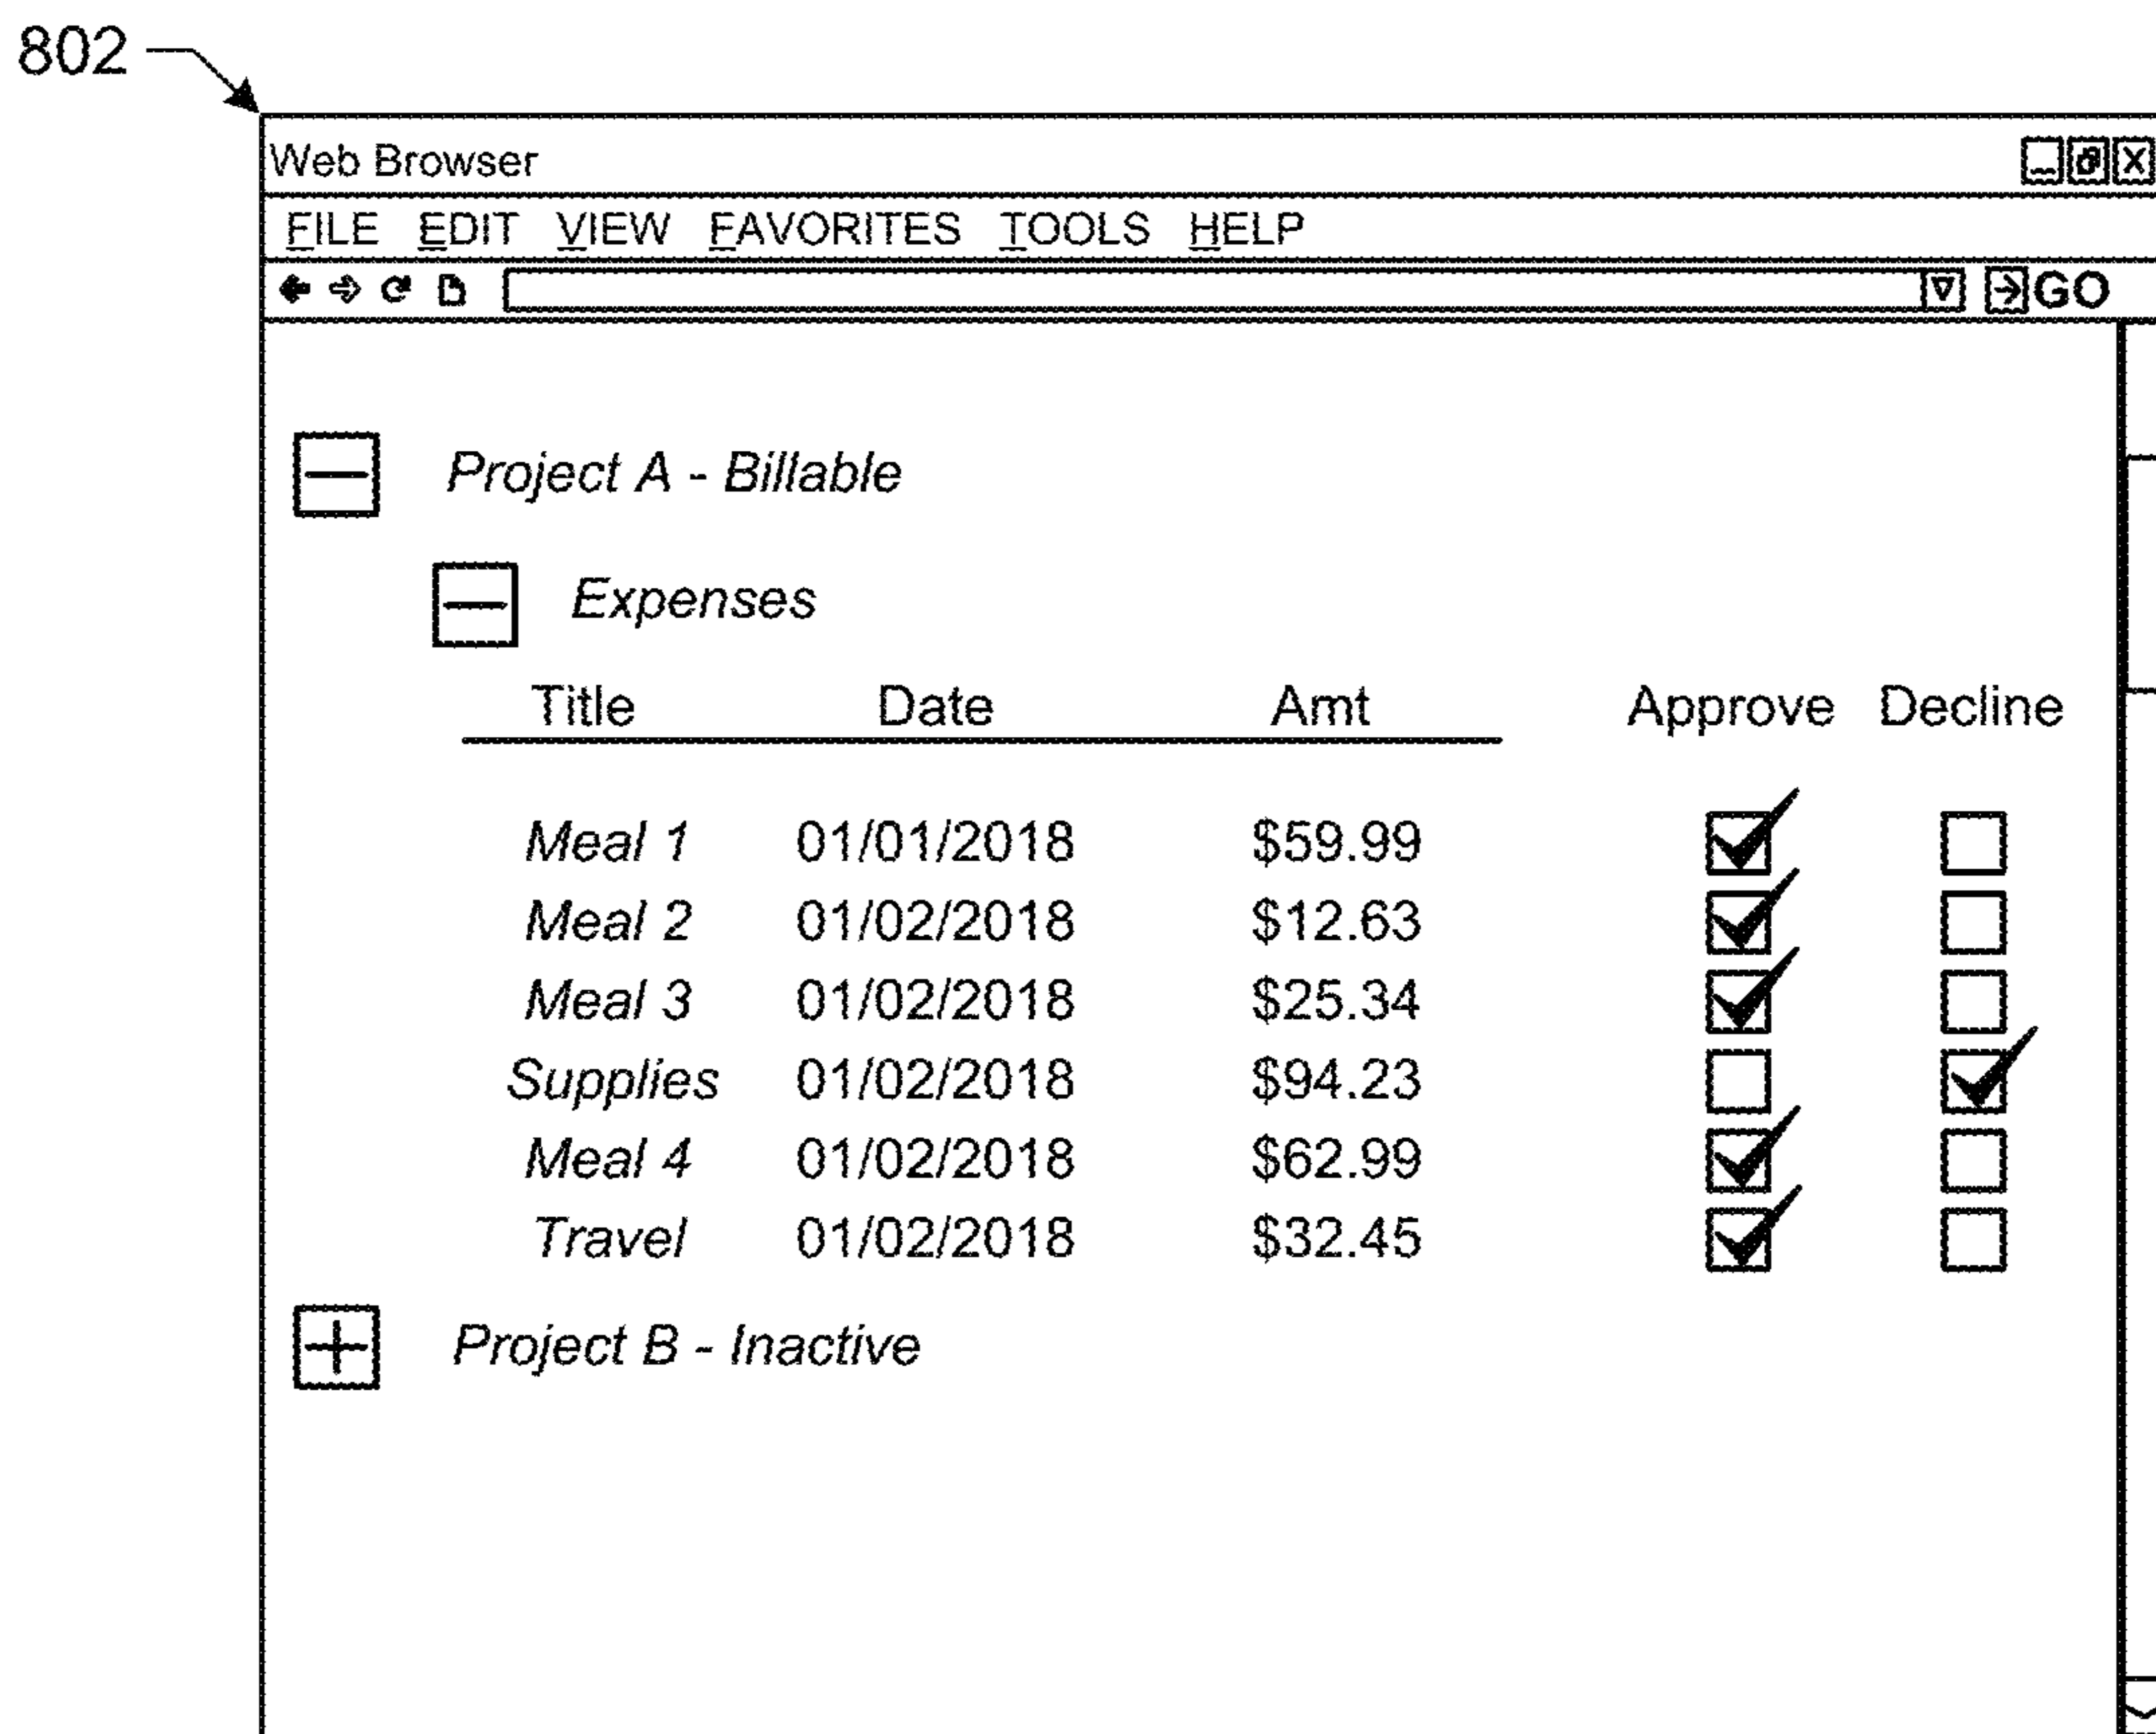 802
Web Browser
FILE EDIT VIEW FAVORITES TOOLS HELP
GO
Project A - Billable
Expenses
Title Date Amt Approve Decline
Meal 1 01/01/2018 $59.99
Meal 2 01/02/2018 $12.63
Meal 3 01/02/2018 $25.34
Supplies 01/02/2018 $94.23
Meal 4 01/02/2018 $62.99
Travel 01/02/2018 $32.45
Project B - Inactive